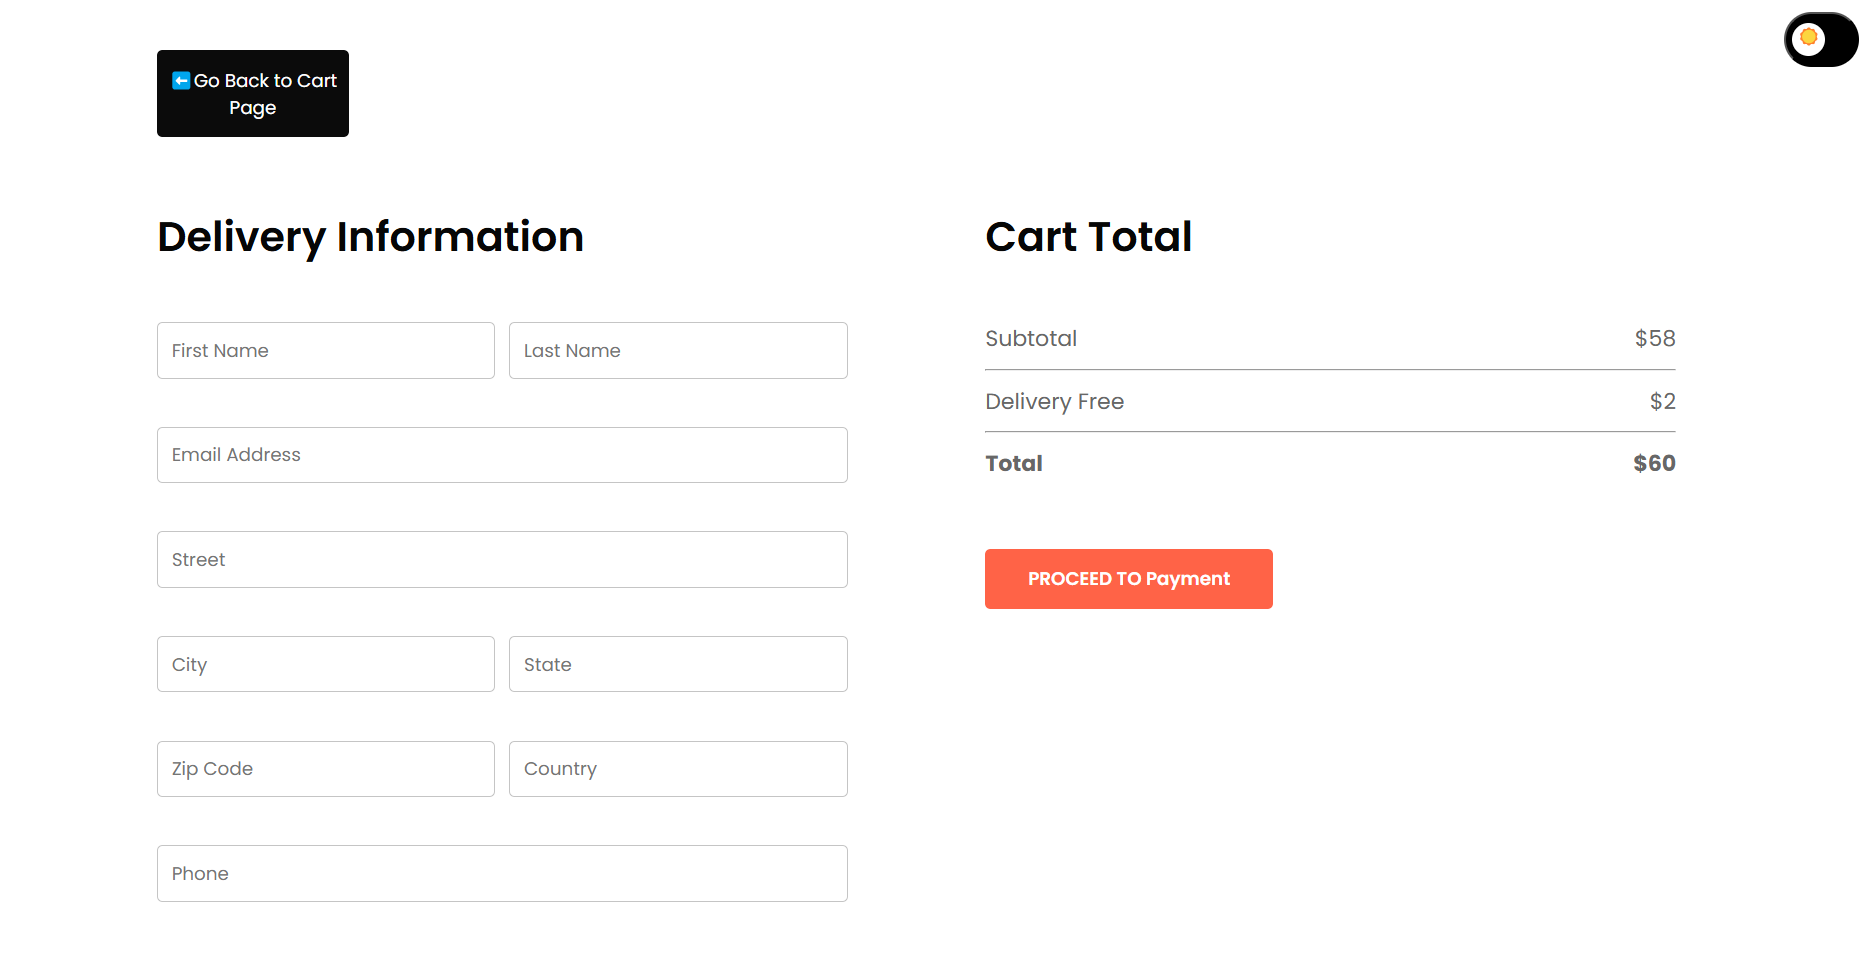 ⬅️Go Back to Cart
Page
Delivery Information
First Name
Last Name
Email Address
Street
City
State
Zip Code
Country
Phone
Cart Total
Subtotal $58
Delivery Free $2
Total $60
PROCEED TO Payment